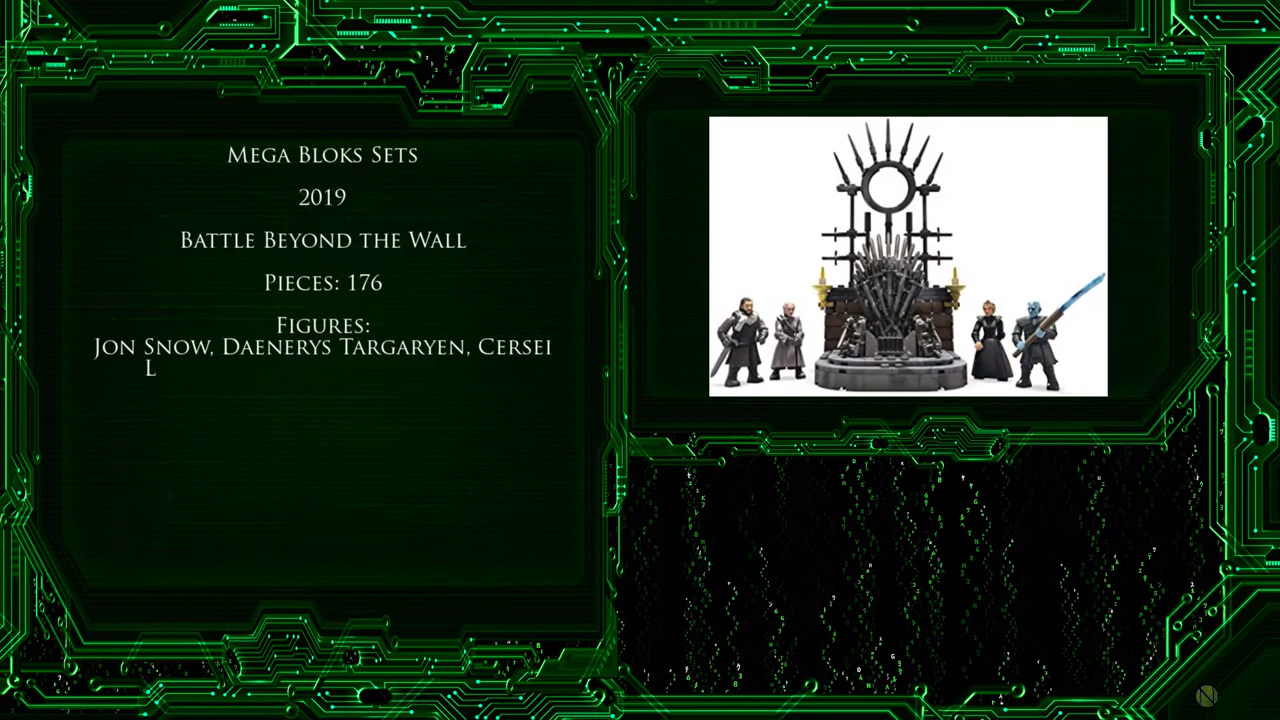 Mega Bloks Sets
2019
Battle Beyond the Wall
Pieces: 176
Figures:
Jon Snow, Daenerys Targaryen, Cersei
L